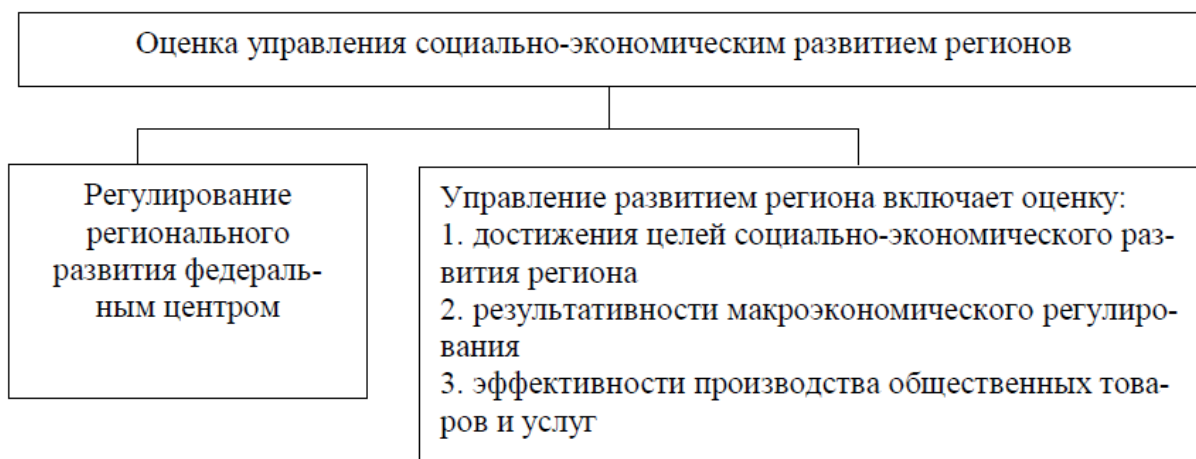 Оценка управления социально-экономическим развитием регионов
Регулирование
регионального
развития федераль-
ным центром
Управление развитием региона включает оценку:
1. достижения целей социально-экономического раз-
вития региона
2. результативности макроэкономического регулиро-
вания
3. эффективности производства общественных това-
ров и услуг